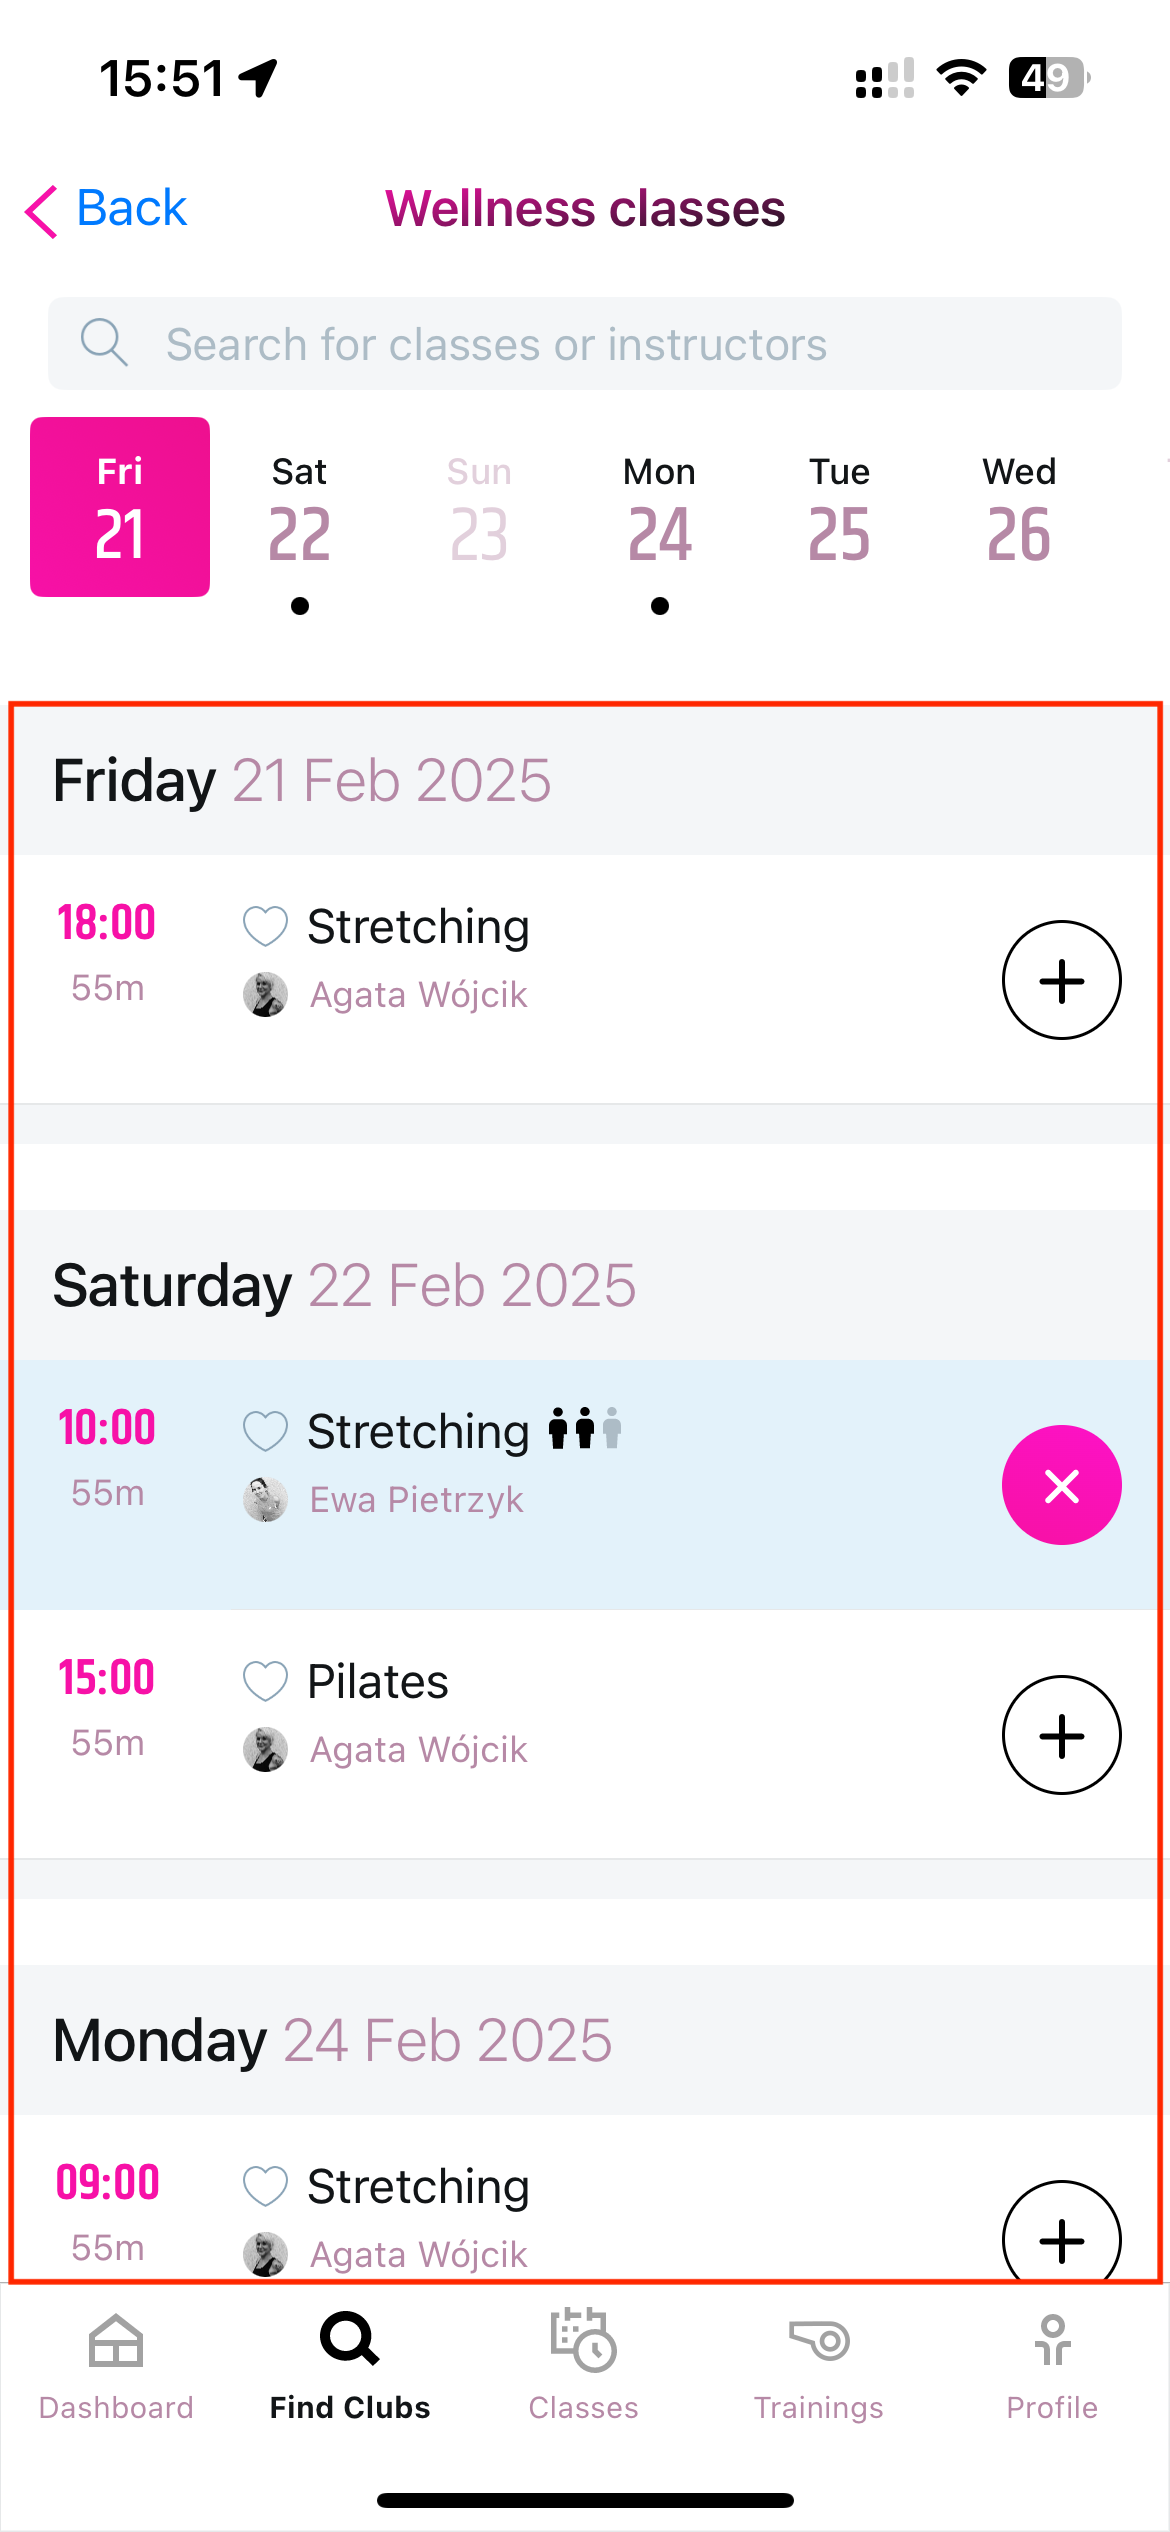 15:51
49
Back
Wellness classes
Search for classes or instructors
Fri Sat Sun Mon Tue Wed
21 22 23 24 25 26
Friday 21 Feb 2025
18:00 Stretching
55m Agata Wójcik
Saturday 22 Feb 2025
10:00 Stretching
55m Ewa Pietrzyk
15:00 Pilates
55m Agata Wójcik
Monday 24 Feb 2025
09:00 Stretching
55m Agata Wójcik
Dashboard Find Clubs Classes Trainings Profile